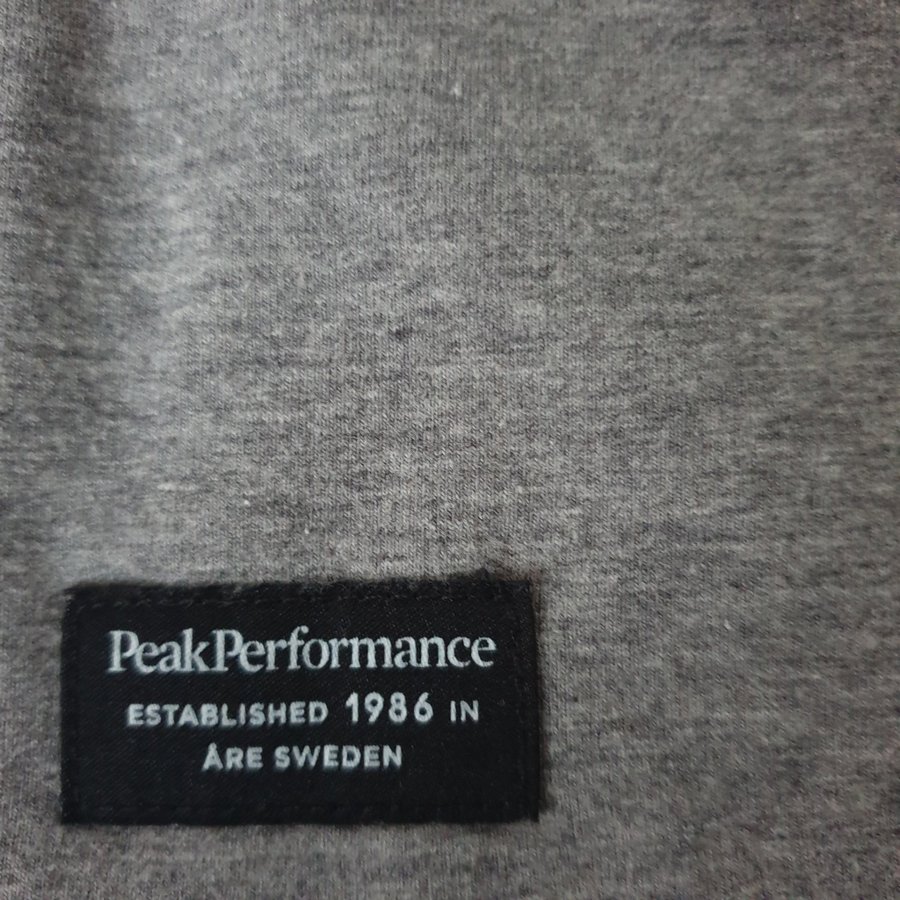 PeakPerformance
ESTABLISHED 1986 IN
ÅRE SWEDEN